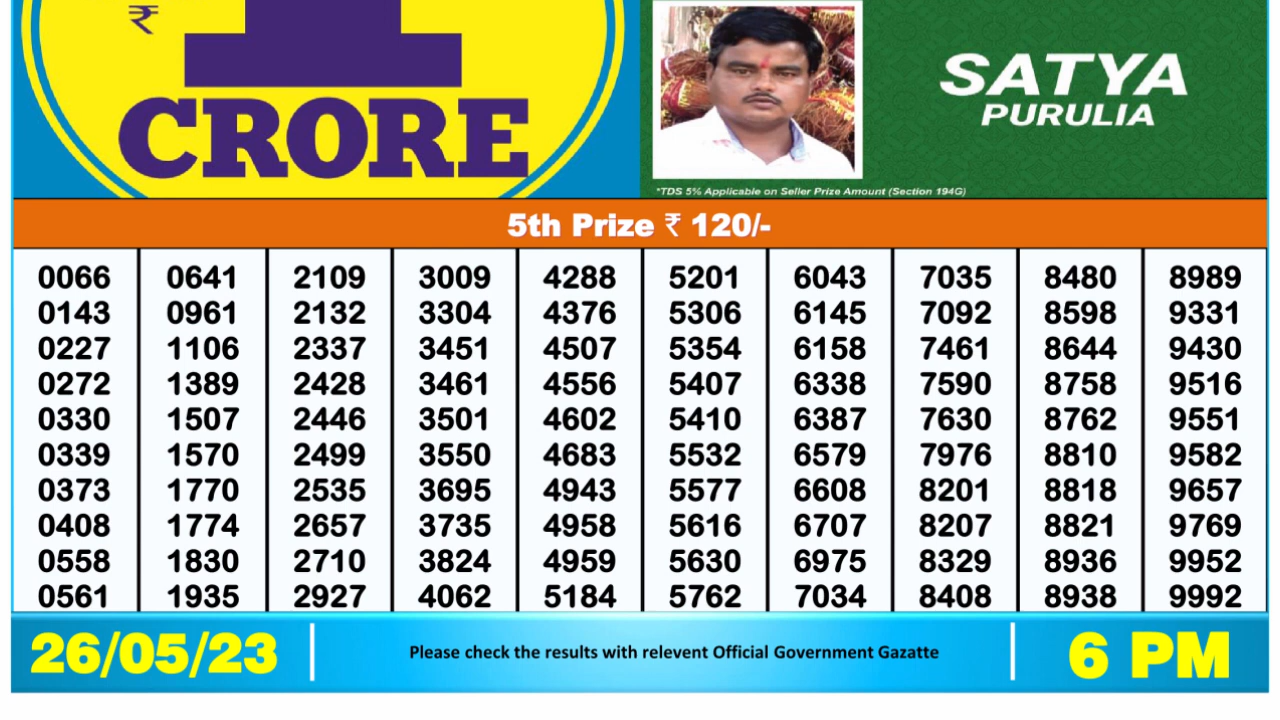 ₹
1
CRORE
SATYA
PURULIA
*TDS 5% Applicable on Seller Prize Amount (Section 194G)
5th Prize ₹ 120/-
0066 0641 2109 3009 4288 5201 6043 7035 8480 8989
0143 0961 2132 3304 4376 5306 6145 7092 8598 9331
0227 1106 2337 3451 4507 5354 6158 7461 8644 9430
0272 1389 2428 3461 4556 5407 6338 7590 8758 9516
0330 1507 2446 3501 4602 5410 6387 7630 8762 9551
0339 1570 2499 3550 4683 5532 6579 7976 8810 9582
0373 1770 2535 3695 4943 5577 6608 8201 8818 9657
0408 1774 2657 3735 4958 5616 6707 8207 8821 9769
0558 1830 2710 3824 4959 5630 6975 8329 8936 9952
0561 1935 2927 4062 5184 5762 7034 8408 8938 9992
26/05/23
Please check the results with relevent Official Government Gazatte
6 PM